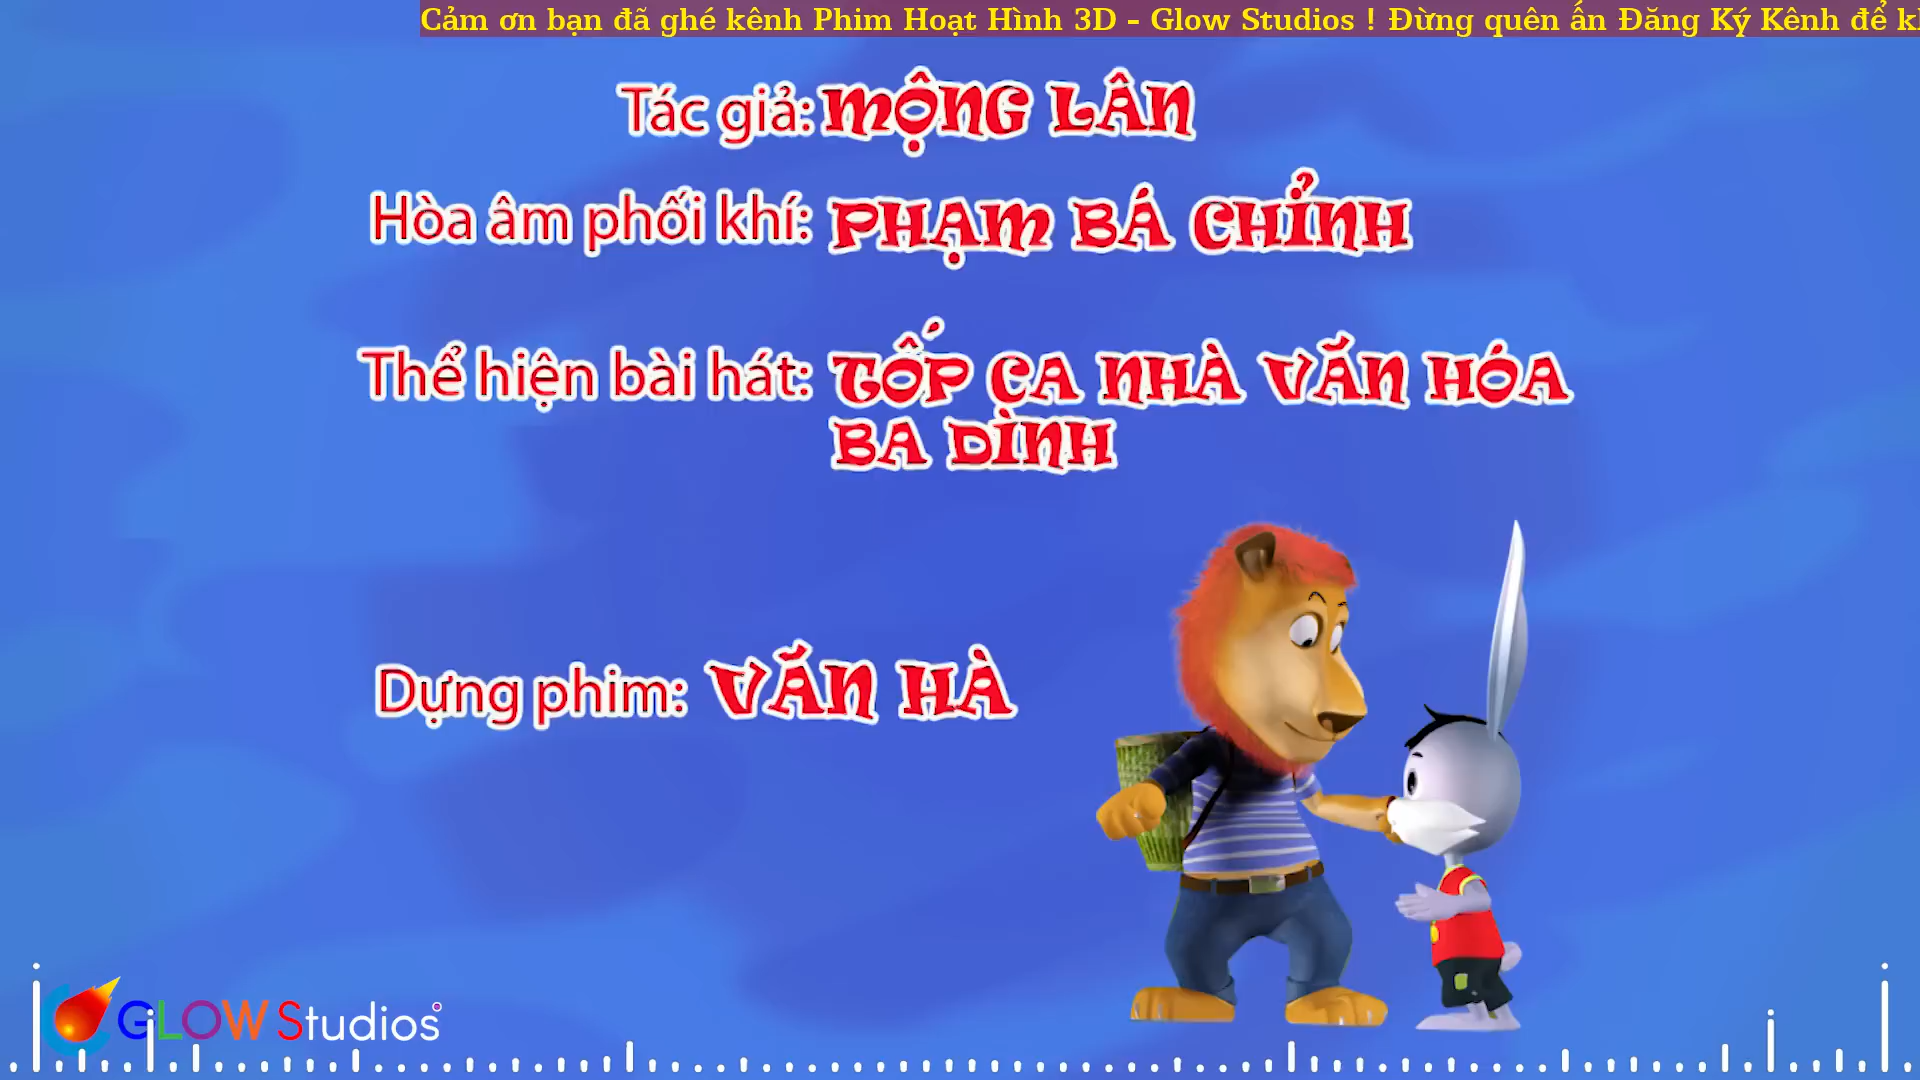 Cảm ơn bạn đã ghé kênh Phim Hoạt Hình 3D - Glow Studios ! Đừng quên ấn Đăng Ký Kênh để
Tác giả: MỘNG LÂN
Hòa âm phối khí: PHẠM BÁ CHỈNH
Thể hiện bài hát: TỐP CA NHÀ VĂN HÓA
BA DÌNH
Dựng phim: VĂN HÀ
GLOW Studios